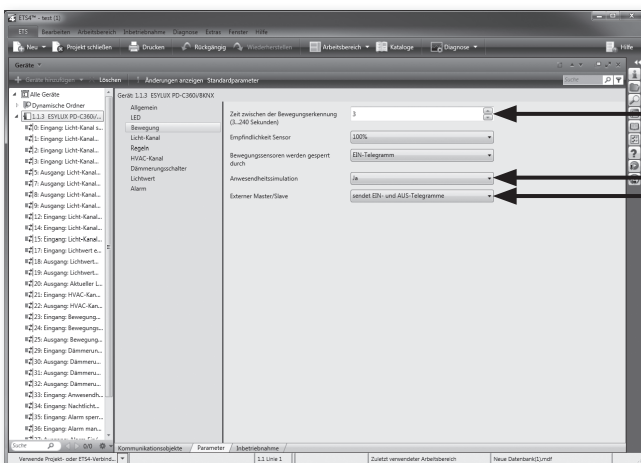 ETS4™ - test (1)
ETS Bearbeiten Arbeitsbereich Inbetriebnahme Diagnose Extras Fenster Hilfe
Neu Projekt schließen Drucken Rückgängig Wiederherstellen Arbeitsbereich Kataloge Diagnose Hilfe
Geräte
Geräte hinzufügen Löschen Änderungen anzeigen Standardparameter Suche
Alle Geräte
Dynamische Ordner
1.1.3 ESYLUX PD-C360i/...
0: Eingang: Licht-Kanal s...
1: Eingang: Licht-Kanal...
2: Eingang: Licht-Kanal...
3: Eingang: Licht-Kanal...
5: Ausgang: Licht-Kanal...
7: Ausgang: Licht-Kanal...
8: Ausgang: Licht-Kanal...
9: Ausgang: Licht-Kanal...
12: Eingang: Licht-Kanal...
14: Eingang: Licht-Kanal...
15: Eingang: Licht-Kanal...
17: Eingang: Lichtwert e...
18: Ausgang: Lichtwert...
19: Ausgang: Lichtwert...
20: Ausgang: Aktueller L...
21: Eingang: HVAC-Kan...
22: Ausgang: HVAC-Kan...
23: Eingang: Bewegung...
24: Eingang: Bewegungs...
25: Ausgang: Bewegung...
29: Eingang: Dämmerun...
30: Ausgang: Dämmeru...
31: Ausgang: Dämmeru...
32: Ausgang: Dämmeru...
33: Eingang: Anwesendh...
34: Eingang: Nachtlicht...
35: Eingang: Alarm sperr...
36: Eingang: Alarm man...
Suche 0/0
Gerät: 1.1.3 ESYLUX PD-C360i/8KNX
Allgemein
LED
Bewegung
Licht-Kanal
Regeln
HVAC-Kanal
Dämmerungsschalter
Lichtwert
Alarm
Zeit zwischen der Bewegungserkennung
(3...240 Sekunden)
3
Empfindlichkeit Sensor
100%
Bewegungssensoren werden gesperrt
durch
EIN-Telegramm
Anwesendheitssimulation
Ja
Externer Master/Slave
sendet EIN- und AUS-Telegramme
Kommunikationsobjekte Parameter Inbetriebnahme
Verwende Projekt- oder ETS4-Verbind... 1.1 Linie 1 Zuletzt verwendeter Arbeitsbereich Neue Datenbank(1).mdf